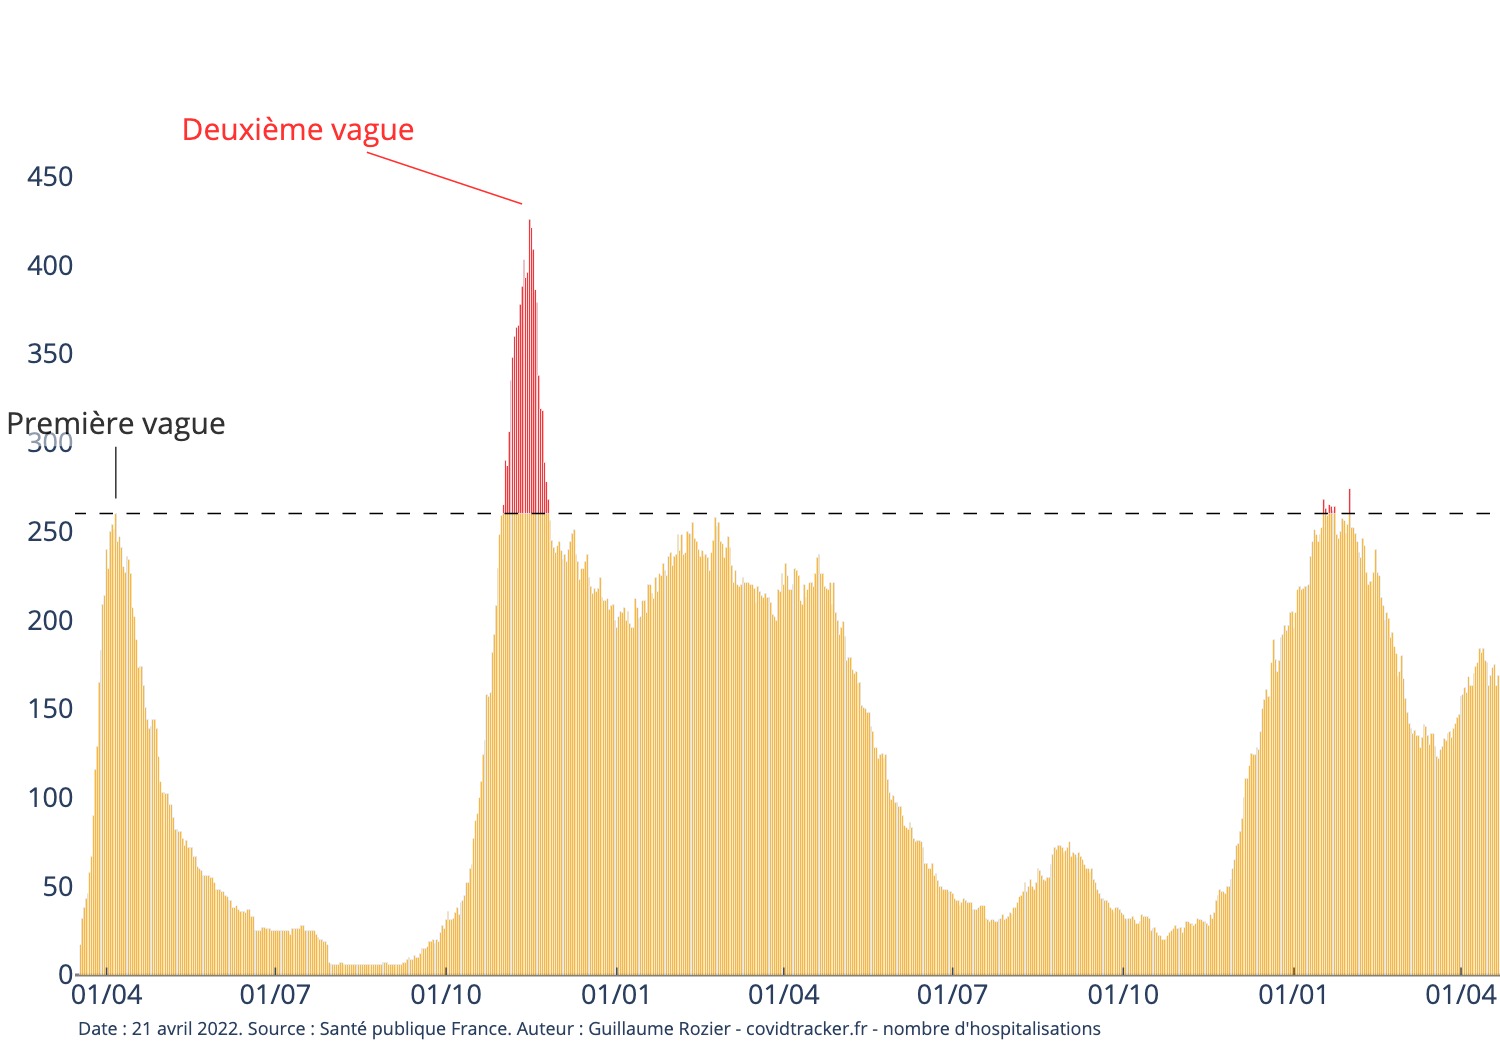 Deuxième vague
450
400
350
Première vague
300
250
200
150
100
50
0
01/04 01/07 01/10 01/01 01/04 01/07 01/10 01/01 01/04
Date : 21 avril 2022. Source : Santé publique France. Auteur : Guillaume Rozier - covidtracker.fr - nombre d'hospitalisations